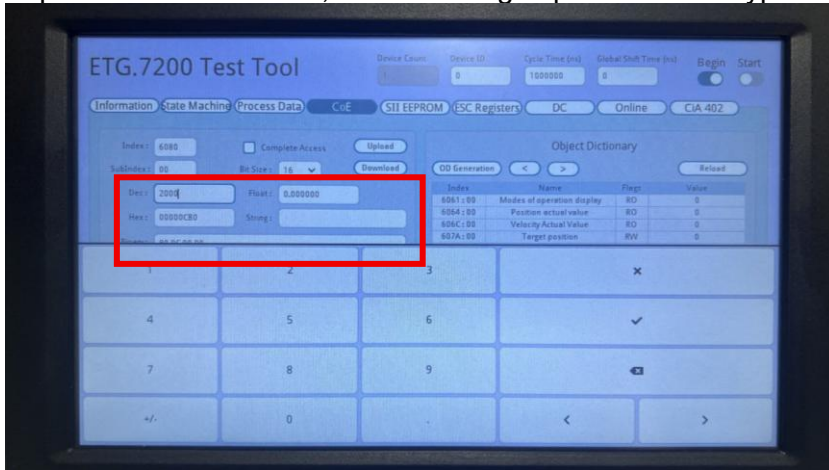 ETG.7200 Test Tool
Device Count Device ID Cycle Time (ns) Global Shift Time (ns) Begin Start
1 0 1000000 0
Information State Machine Process Data CoE SII EEPROM ESC Registers DC Online CiA 402
Index: 6080 Complete Access Upload Object Dictionary
SubIndex: 00 Bit Size: 16 Download OD Generation < > Reload
Dec: 2000 Float: 0.000000 Index Name Flags Value
6061:00 Modes of operation display RO 0
Hex: 00000CB0 String: 6064:00 Position actual value RO 0
606C:00 Velocity Actual Value RO 0
607A:00 Target position RW 0
1 2 3 ×
4 5 6 ✓
7 8 9
+/- 0 . < >